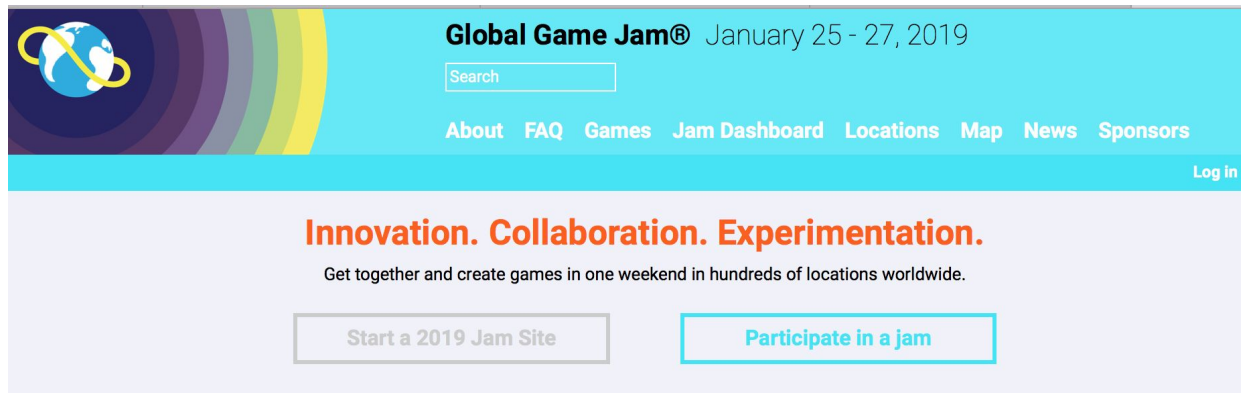 Global Game Jam® January 25 - 27, 2019
Search
About FAQ Games Jam Dashboard Locations Map News Sponsors
Log in
Innovation. Collaboration. Experimentation.
Get together and create games in one weekend in hundreds of locations worldwide.
Start a 2019 Jam Site Participate in a jam